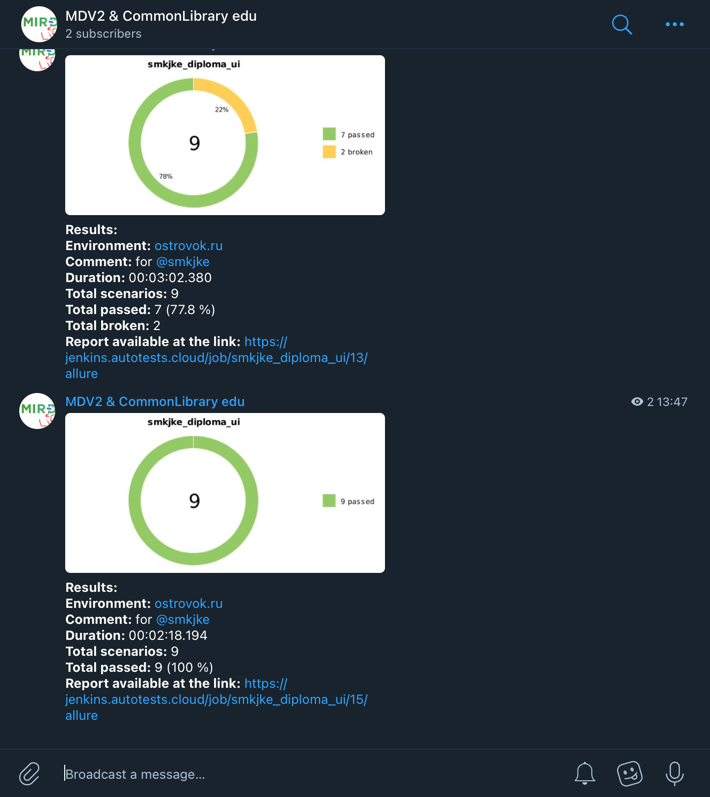 MDV2 & CommonLibrary edu
2 subscribers
MIR
smkjke_diploma_ui
22%
9
78%
7 passed
2 broken
Results:
Environment: ostrovok.ru
Comment: for @smkjke
Duration: 00:03:02.380
Total scenarios: 9
Total passed: 7 (77.8 %)
Total broken: 2
Report available at the link: https://
jenkins.autotests.cloud/job/smkjke_diploma_ui/13/
allure
MDV2 & CommonLibrary edu
2 13:47
MIR
smkjke_diploma_ui
9
9 passed
Results:
Environment: ostrovok.ru
Comment: for @smkjke
Duration: 00:02:18.194
Total scenarios: 9
Total passed: 9 (100 %)
Report available at the link: https://
jenkins.autotests.cloud/job/smkjke_diploma_ui/15/
allure
Broadcast a message...